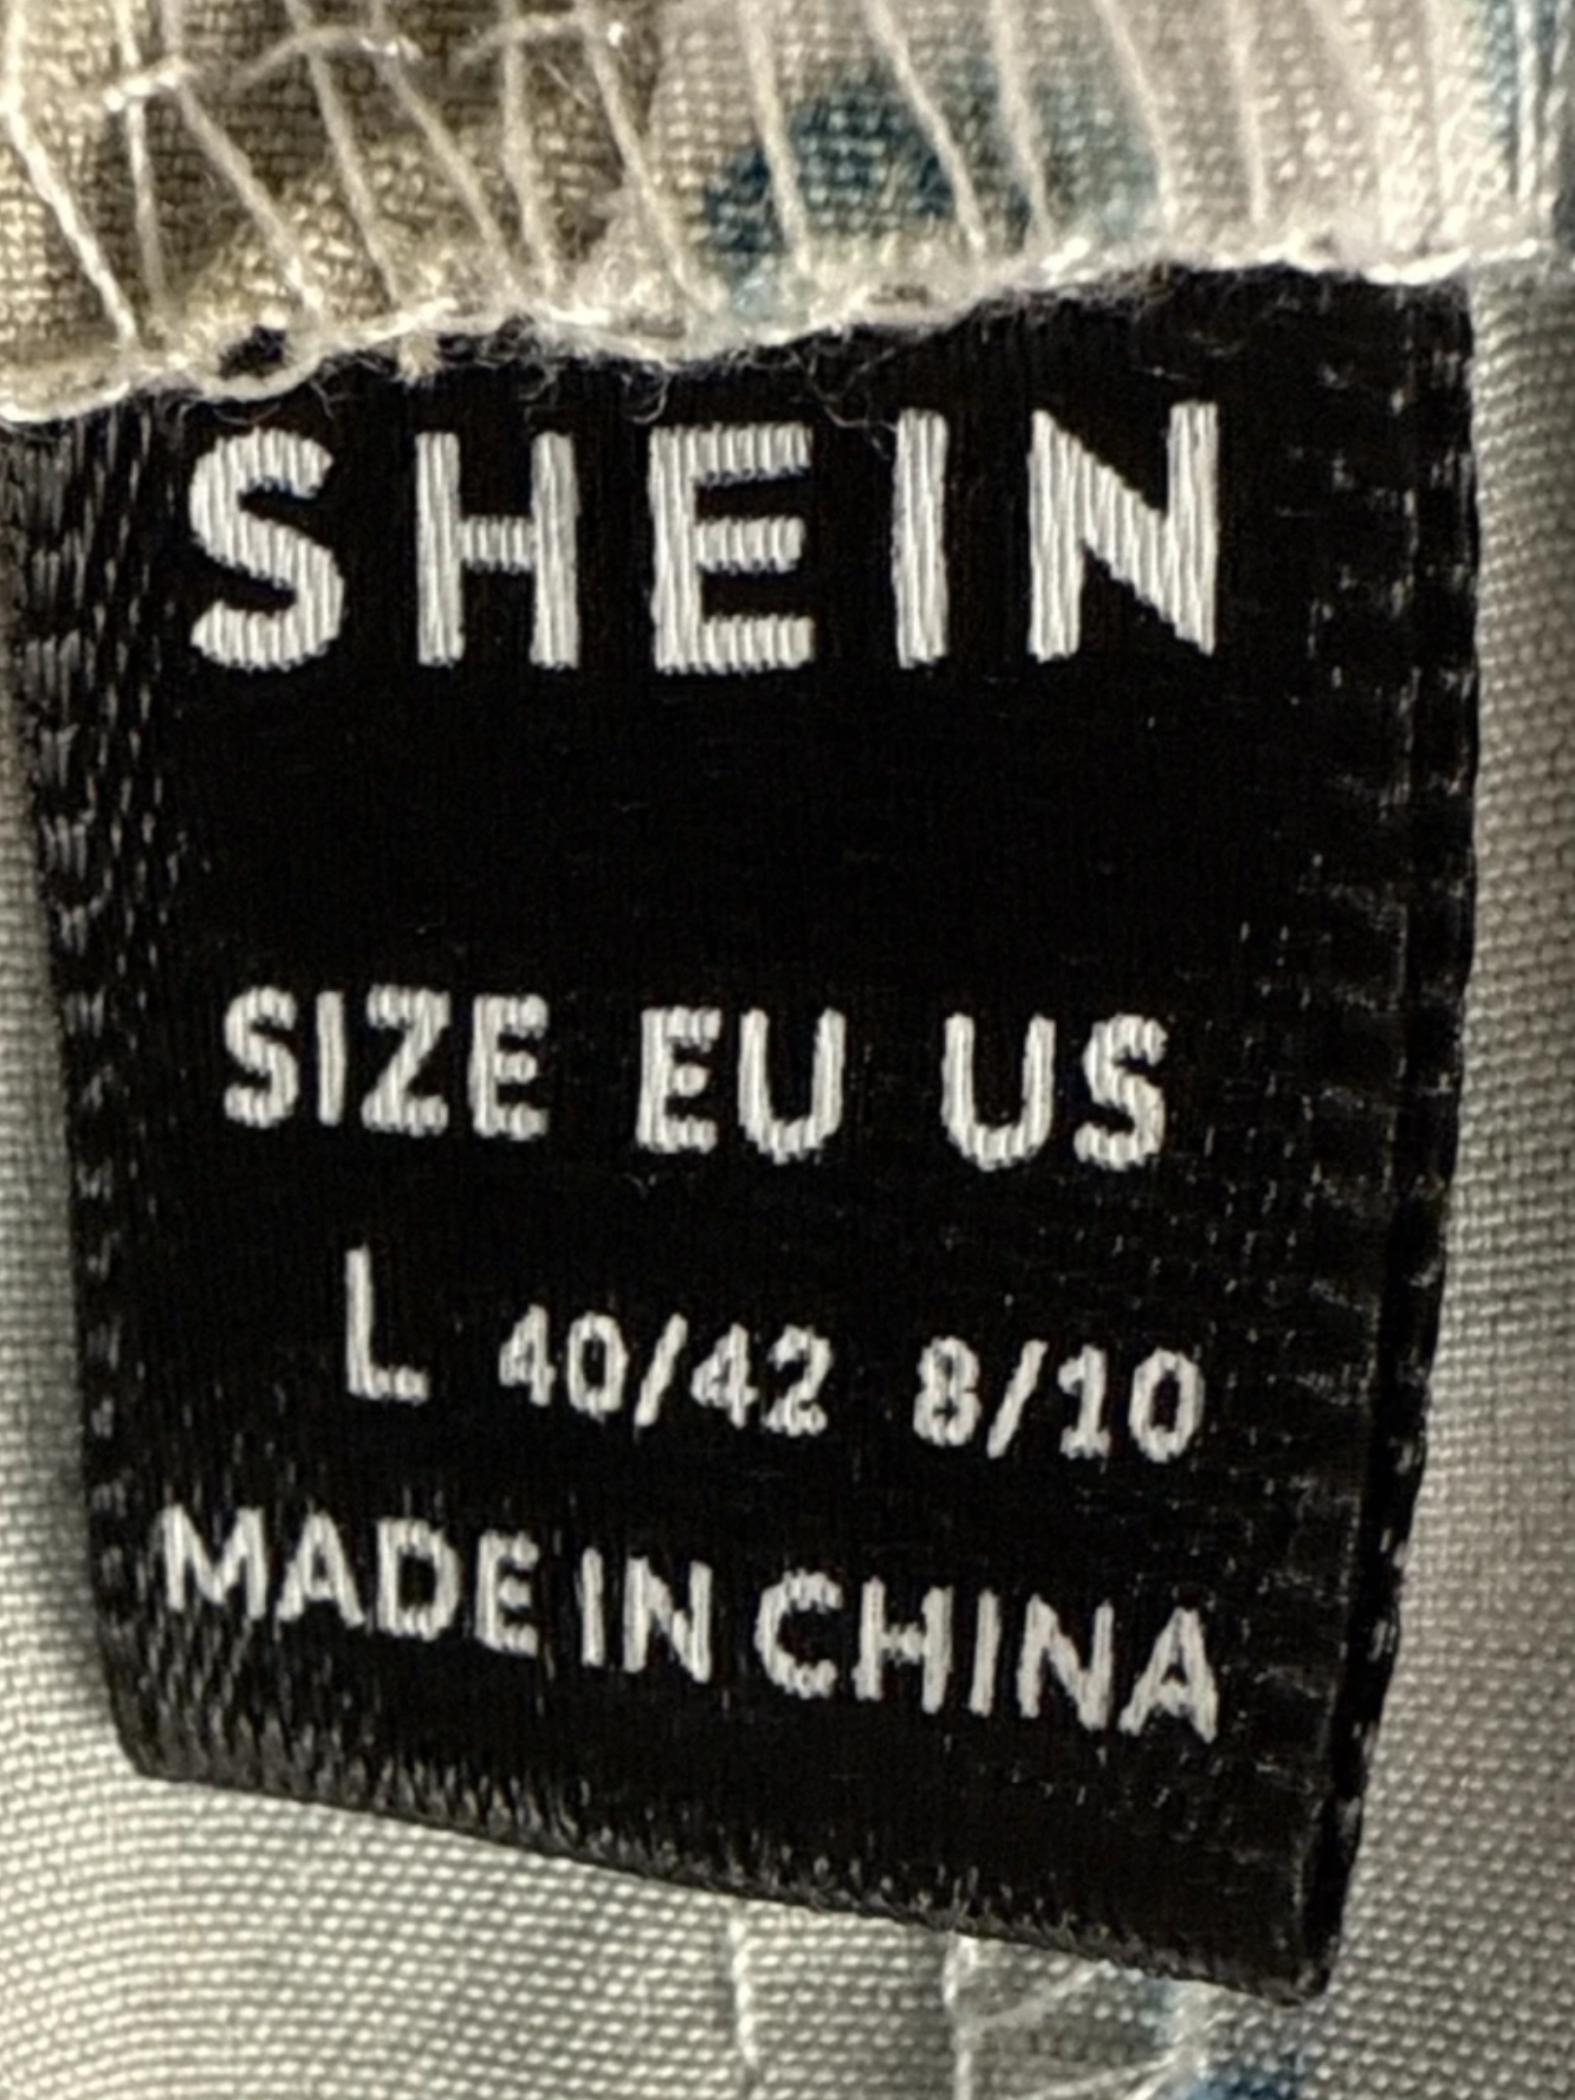 SHEIN
SIZE EU US
L 40/42 8/10
MADE IN CHINA